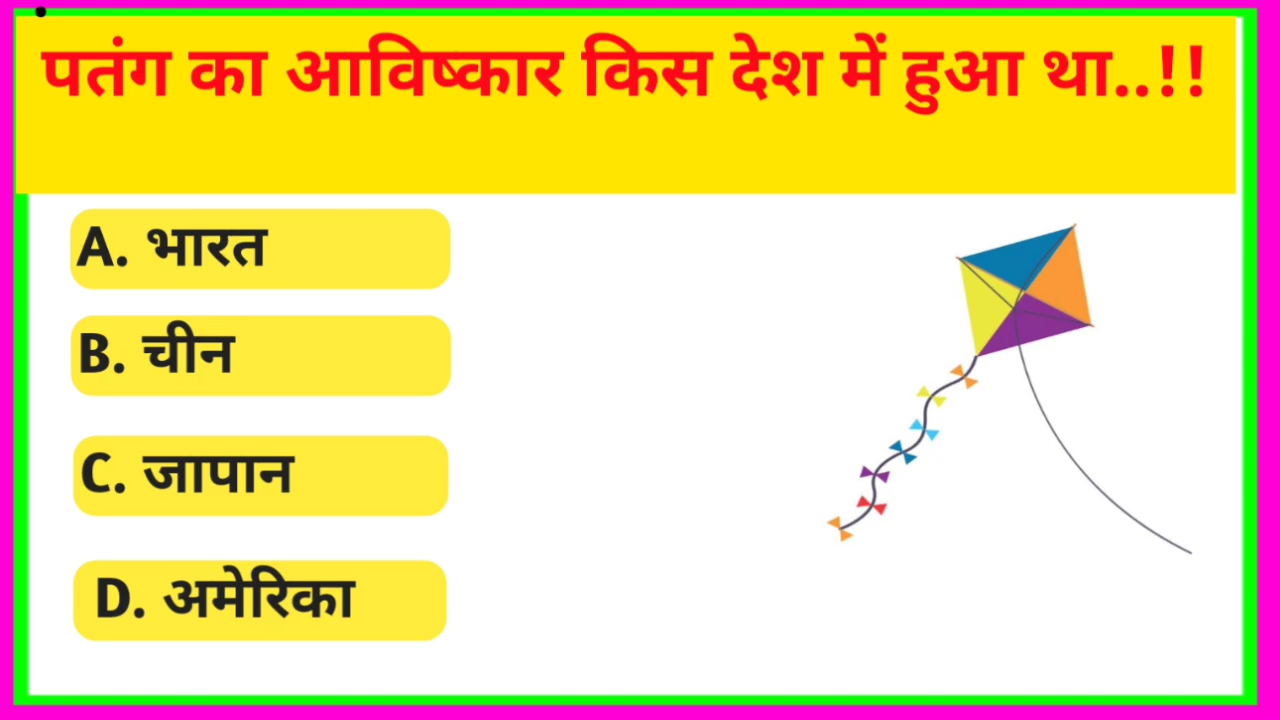 पतंग का आविष्कार किस देश में हुआ था..!!
A. भारत
B. चीन
C. जापान
D. अमेरिका